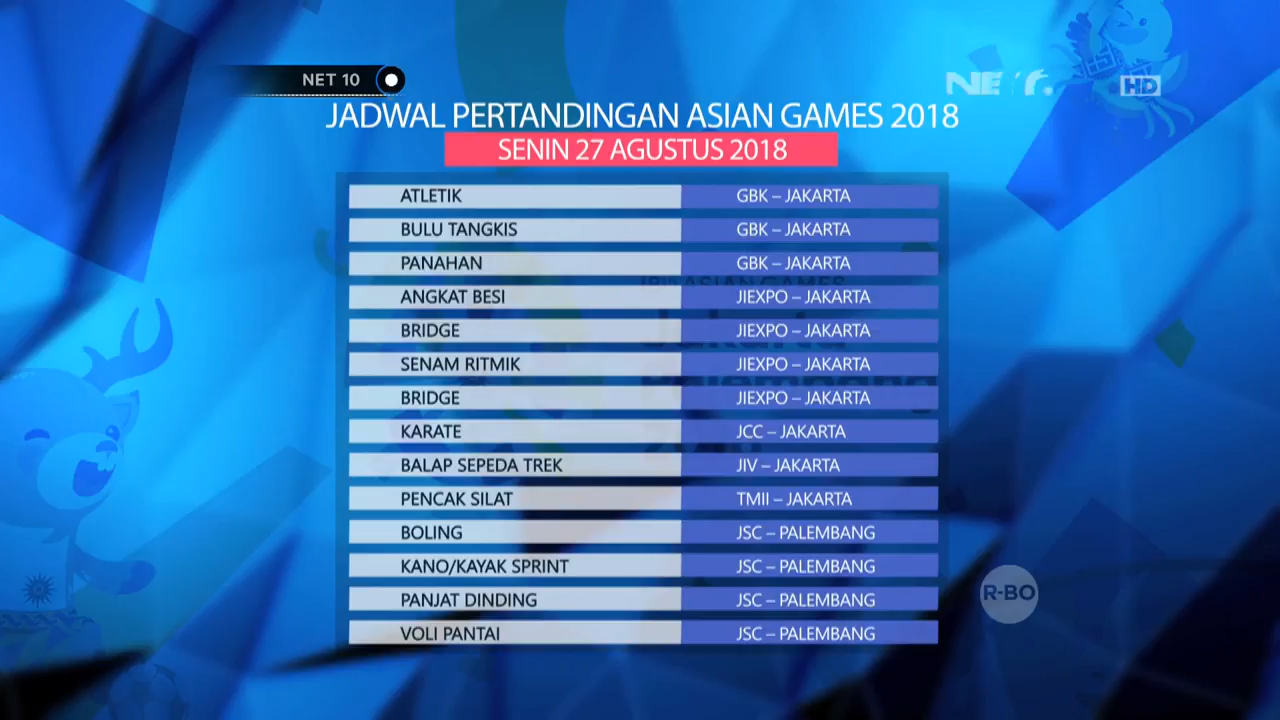 NET 10
NET.
HD
JADWAL PERTANDINGAN ASIAN GAMES 2018
SENIN 27 AGUSTUS 2018
ATLETIK GBK – JAKARTA
BULU TANGKIS GBK – JAKARTA
PANAHAN GBK – JAKARTA
ANGKAT BESI JIEXPO – JAKARTA
BRIDGE JIEXPO – JAKARTA
SENAM RITMIK JIEXPO – JAKARTA
BRIDGE JIEXPO – JAKARTA
KARATE JCC – JAKARTA
BALAP SEPEDA TREK JIV – JAKARTA
PENCAK SILAT TMII – JAKARTA
BOLING JSC – PALEMBANG
KANO/KAYAK SPRINT JSC – PALEMBANG
PANJAT DINDING JSC – PALEMBANG
VOLI PANTAI JSC – PALEMBANG
R-BO